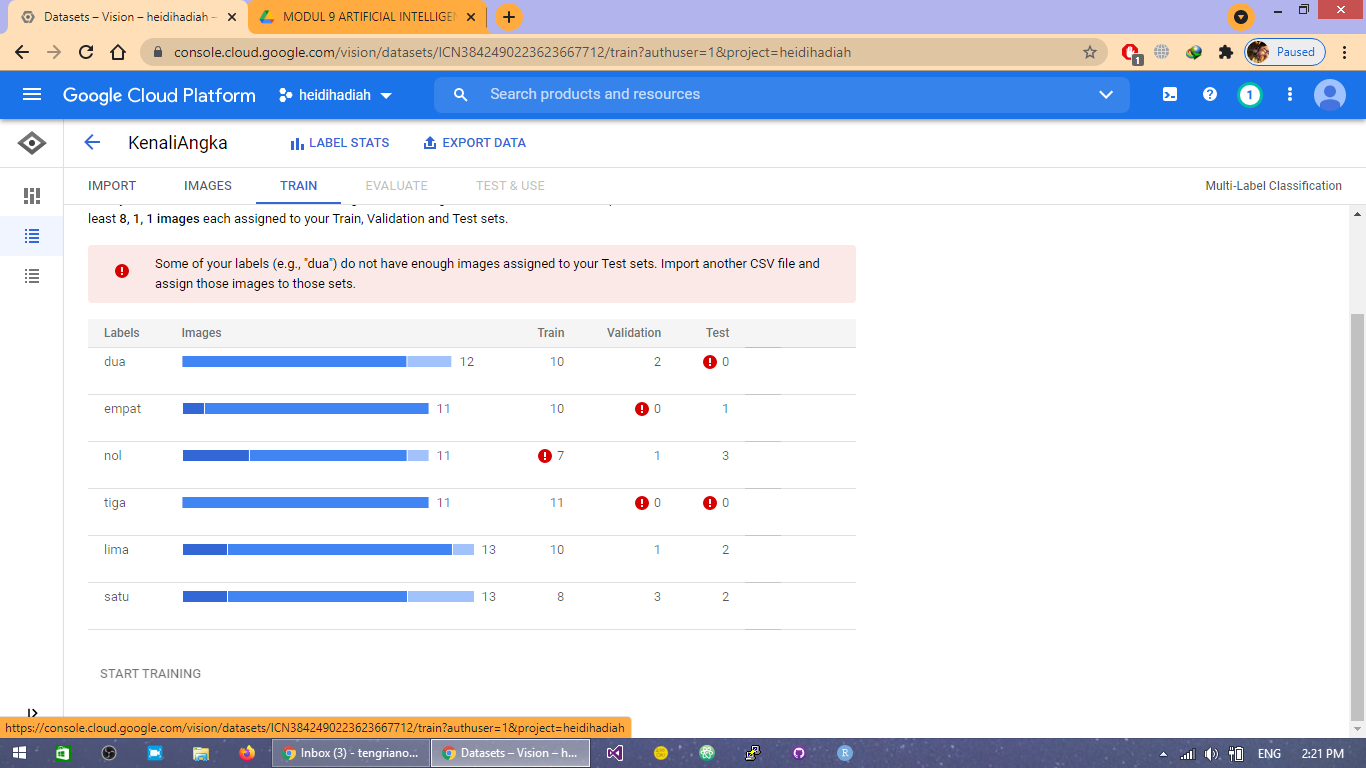 Datasets – Vision – heidihadiah –
MODUL 9 ARTIFICIAL INTELLIGEN
console.cloud.google.com/vision/datasets/ICN3842490223623667712/train?authuser=1&project=heidihadiah
1
Paused
Google Cloud Platform
heidihadiah
Search products and resources
1
KenaliAngka
LABEL STATS
EXPORT DATA
IMPORT
IMAGES
TRAIN
EVALUATE
TEST & USE
Multi-Label Classification
least 8, 1, 1 images each assigned to your Train, Validation and Test sets.
Some of your labels (e.g., "dua") do not have enough images assigned to your Test sets. Import another CSV file and
assign those images to those sets.
Labels Images Train Validation Test
dua 12 10 2 0
empat 11 10 0 1
nol 11 7 1 3
tiga 11 11 0 0
lima 13 10 1 2
satu 13 8 3 2
START TRAINING
https://console.cloud.google.com/vision/datasets/ICN3842490223623667712/train?authuser=1&project=heidihadiah
Inbox (3) - tengriano...
Datasets – Vision – h...
ENG
2:21 PM